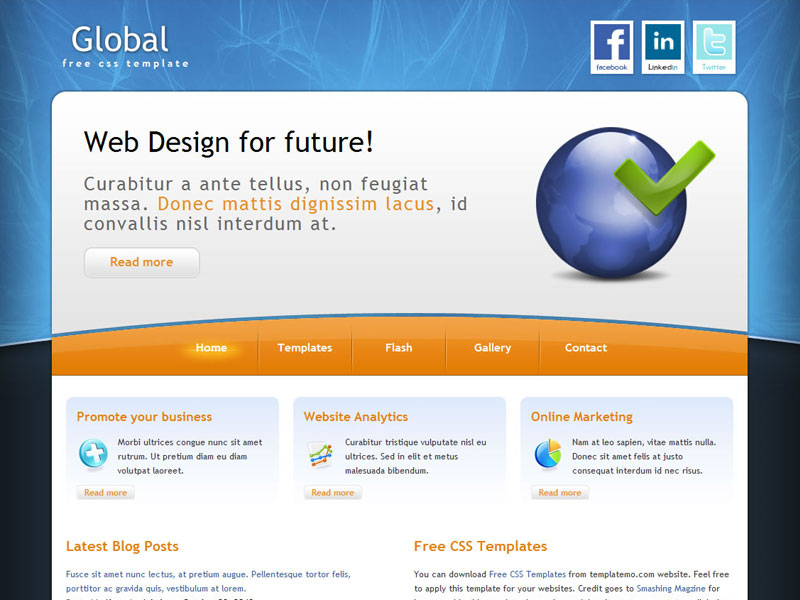 Global
free css template
facebook
LinkedIn
Twitter
Web Design for future!
Curabitur a ante tellus, non feugiat
massa. Donec mattis dignissim lacus, id
convallis nisl interdum at.
Read more
Home
Templates
Flash
Gallery
Contact
Promote your business
Morbi ultrices congue nunc sit amet
rutrum. Ut pretium diam eu diam
volutpat laoreet.
Read more
Website Analytics
Curabitur tristique vulputate nisl eu
ultrices. Sed in elit et metus
malesuada bibendum.
Read more
Online Marketing
Nam at leo sapien, vitae mattis nulla.
Donec sit amet felis at justo
consequat interdum id nec risus.
Read more
Latest Blog Posts
Fusce sit amet nunc lectus, at pretium augue. Pellentesque tortor felis,
porttitor ac gravida quis, vestibulum at lorem.
Free CSS Templates
You can download Free CSS Templates from templatemo.com website. Feel free
to apply this template for your websites. Credit goes to Smashing Magzine for